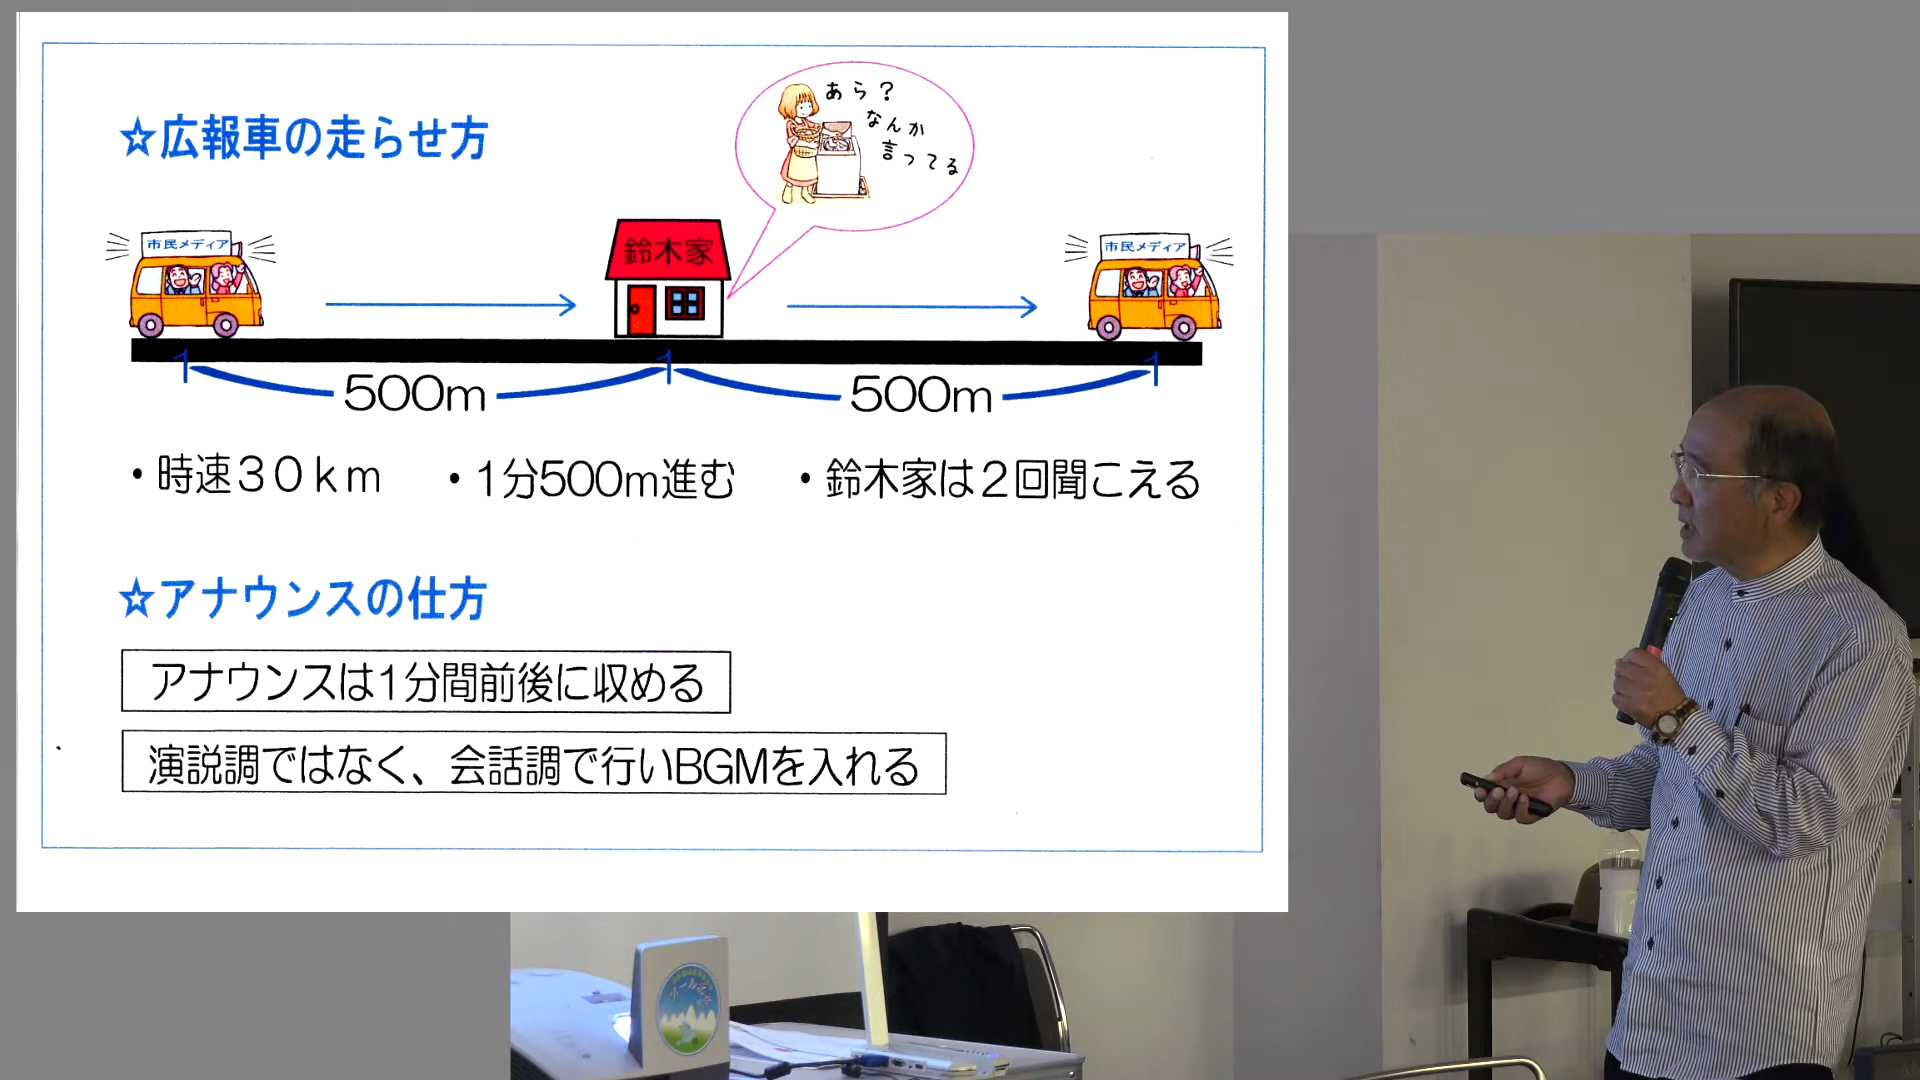 ☆広報車の走らせ方
あら？
なんか
言ってる
市民メディア
鈴木家
市民メディア
500m
500m
・時速３０ｋｍ
・1分500m進む
・鈴木家は２回聞こえる
☆アナウンスの仕方
アナウンスは1分間前後に収める
演説調ではなく、会話調で行いBGMを入れる